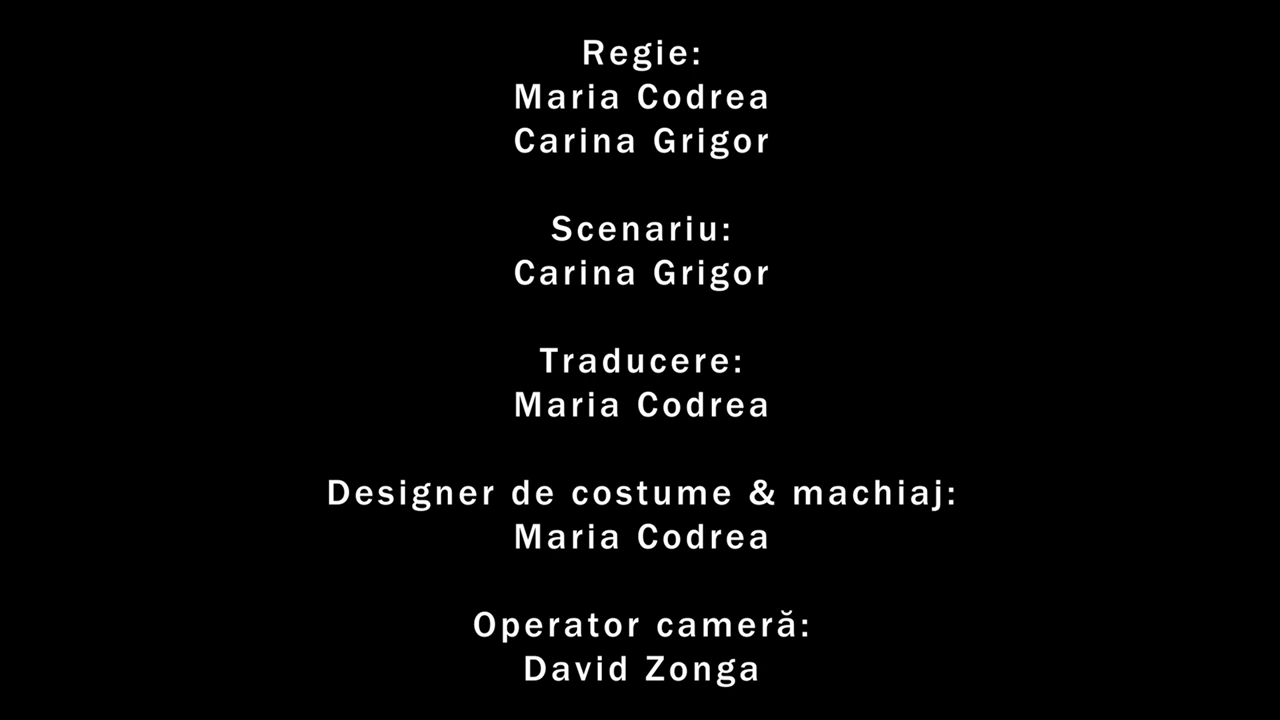 Regie:
Maria Codrea
Carina Grigor
Scenariu:
Carina Grigor
Traducere:
Maria Codrea
Designer de costume & machiaj:
Maria Codrea
Operator cameră:
David Zonga